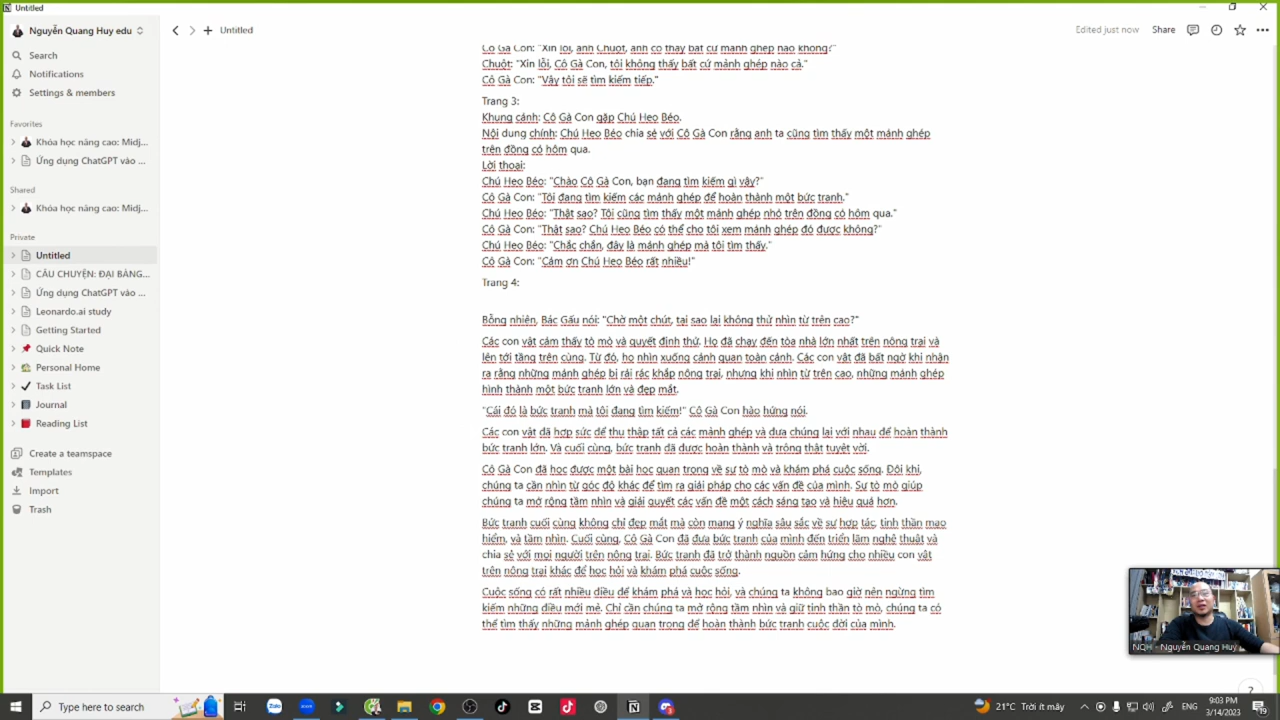 Untitled
Nguyễn Quang Huy edu
Untitled
Edited just now
Share
Search
Notifications
Settings & members
Favorites
Khóa học nâng cao: Midj...
Ứng dụng ChatGPT vào ...
Shared
Khóa học nâng cao: Midj...
Private
Untitled
CÂU CHUYỆN: ĐẠI BÀNG...
Ứng dụng ChatGPT vào ...
Leonardo.ai study
Getting Started
Quick Note
Personal Home
Task List
Journal
Reading List
Create a teamspace
Templates
Import
Trash
Cô Gà Con: "Xin lỗi, anh Chuột, anh có thấy bất cứ mảnh ghép nào không?"
Chuột: "Xin lỗi, Cô Gà Con, tôi không thấy bất cứ mảnh ghép nào cả."
Cô Gà Con: "Vậy tôi sẽ tìm kiếm tiếp."
Trang 3:
Khung cảnh: Cô Gà Con gặp Chú Heo Béo.
Nội dung chính: Chú Heo Béo chia sẻ với Cô Gà Con rằng anh ta cũng tìm thấy một mảnh ghép
trên đồng cỏ hôm qua.
Lời thoại:
Chú Heo Béo: "Chào Cô Gà Con, bạn đang tìm kiếm gì vậy?"
Cô Gà Con: "Tôi đang tìm kiếm các mảnh ghép để hoàn thành một bức tranh."
Chú Heo Béo: "Thật sao? Tôi cũng tìm thấy một mảnh ghép nhỏ trên đồng cỏ hôm qua."
Cô Gà Con: "Thật sao? Chú Heo Béo có thể cho tôi xem mảnh ghép đó được không?"
Chú Heo Béo: "Chắc chắn, đây là mảnh ghép mà tôi tìm thấy."
Cô Gà Con: "Cảm ơn Chú Heo Béo rất nhiều!"
Trang 4:
Bỗng nhiên, Bác Gấu nói: "Chờ một chút, tại sao lại không thử nhìn từ trên cao?"
Các con vật cảm thấy tò mò và quyết định thử. Họ đã chạy đến tòa nhà lớn nhất trên nông trại và
lên tới tầng trên cùng. Từ đó, họ nhìn xuống cảnh quan toàn cảnh. Các con vật đã bất ngờ khi nhận
ra rằng những mảnh ghép bị rải rác khắp nông trại, nhưng khi nhìn từ trên cao, những mảnh ghép
hình thành một bức tranh lớn và đẹp mắt.
"Cái đó là bức tranh mà tôi đang tìm kiếm!" Cô Gà Con hào hứng nói.
Các con vật đã hợp sức để thu thập tất cả các mảnh ghép và đưa chúng lại với nhau để hoàn thành
bức tranh lớn. Và cuối cùng, bức tranh đã được hoàn thành và trông thật tuyệt vời.
Cô Gà Con đã học được một bài học quan trọng về sự tò mò và khám phá cuộc sống. Đôi khi,
chúng ta cần nhìn từ góc độ khác để tìm ra giải pháp cho các vấn đề của mình. Sự tò mò giúp
chúng ta mở rộng tầm nhìn và giải quyết các vấn đề một cách sáng tạo và hiệu quả hơn.
Bức tranh cuối cùng không chỉ đẹp mắt mà còn mang ý nghĩa sâu sắc về sự hợp tác, tinh thần mạo
hiểm, và tầm nhìn. Cuối cùng, Cô Gà Con đã đưa bức tranh của mình đến triển lãm nghệ thuật và
chia sẻ với mọi người trên nông trại. Bức tranh đã trở thành nguồn cảm hứng cho nhiều con vật
trên nông trại khác để học hỏi và khám phá cuộc sống.
Cuộc sống có rất nhiều điều để khám phá và học hỏi, và chúng ta không bao giờ nên ngừng tìm
kiếm những điều mới mẻ. Chỉ cần chúng ta mở rộng tầm nhìn và giữ tinh thần tò mò, chúng ta có
thể tìm thấy những mảnh ghép quan trọng để hoàn thành bức tranh cuộc đời của mình.
NQH - Nguyễn Quang Huy
?
Type here to search
Zalo
zoom
21°C Trời ít mây
ENG
9:03 PM
3/14/2023
19